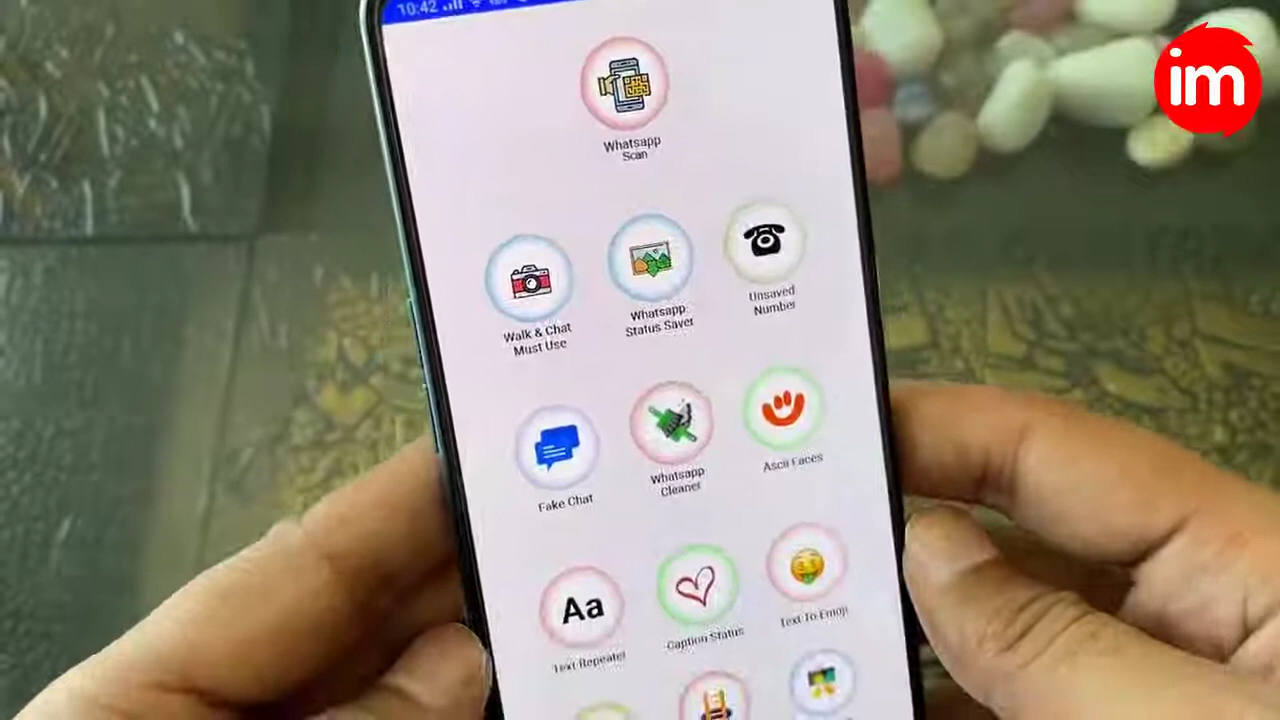 10:42
im
Whatsapp
Scan
Walk & Chat
Must Use
Whatsapp
Status Saver
Unsaved
Number
Fake Chat
Whatsapp
Cleaner
Ascii Faces
Aa
Text Repeater
Caption Status
Text To Emoji